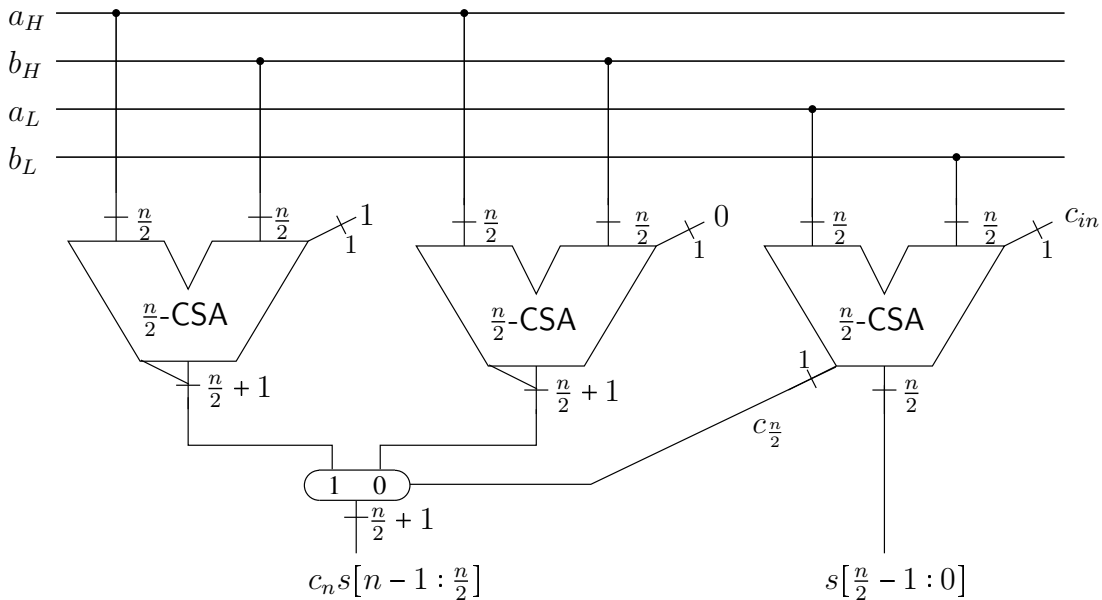 a_H
b_H
a_L
b_L
n/2 n/2 1 n/2 n/2 0 n/2 n/2 c_{in}
1 1 1
n/2-CSA n/2-CSA n/2-CSA
n/2 + 1 n/2 + 1 1 n/2
c_{n/2}
1 0
n/2 + 1
c_n s[n − 1 : n/2] s[n/2 − 1 : 0]